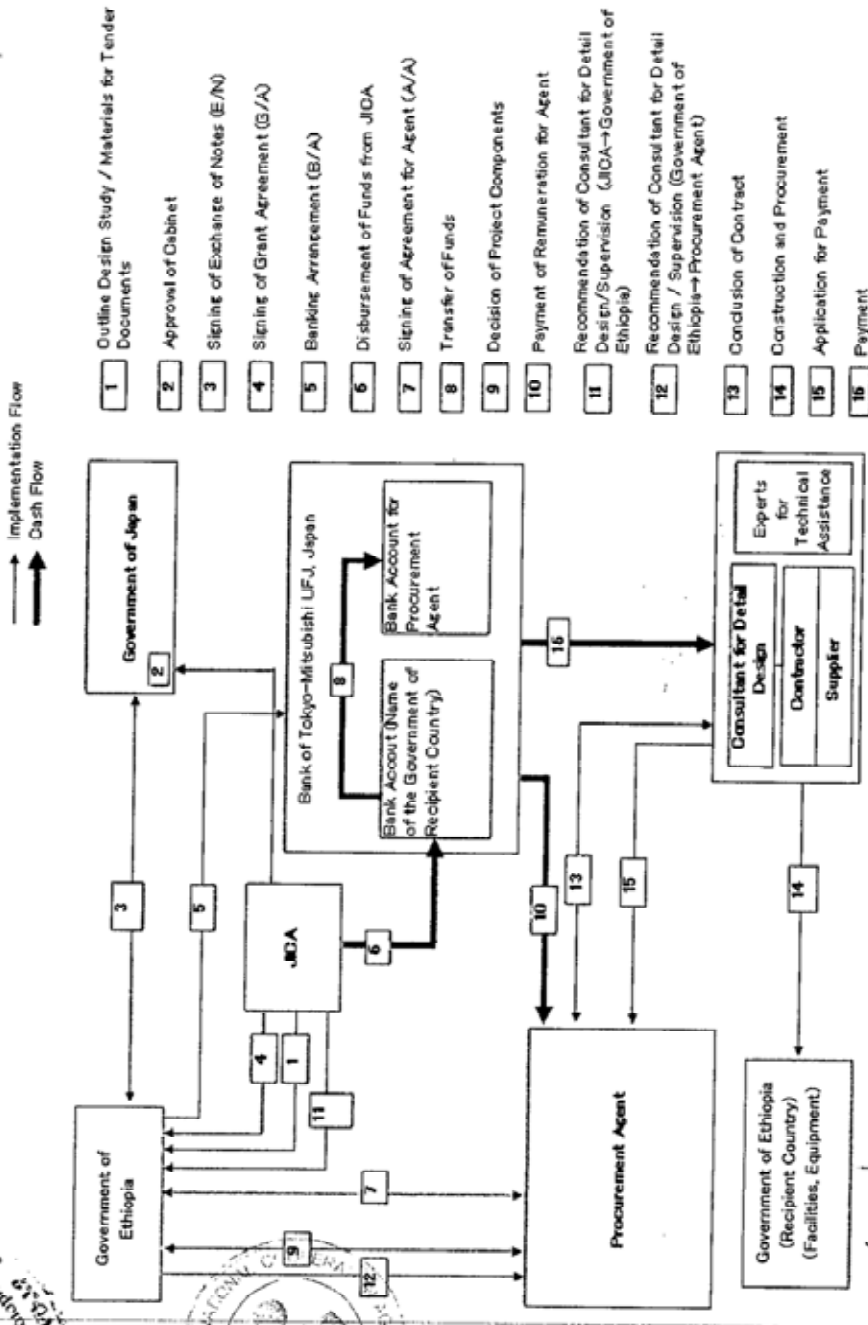 Implementation Flow
Cash Flow
Government of
Ethiopia
3
Government of Japan
2
5
4
1
11
JICA
6
Bank of Tokyo-Mitsubishi UFJ, Japan
8
Bank Accout (Name
of the Government of
Recipient Country)
Bank Account for
Procurement
Agent
9
12
7
10
16
Procurement Agent
13
15
Consultant for Detail
Design
Contractor
Supplier
Experts
for
Technical
Assistance
14
Government of Ethiopia
(Recipient Country)
(Facilities, Equipment)
1 Outline Design Study / Materials for Tender
Documents
2 Approval of Cabinet
3 Signing of Exchange of Notes (E/N)
4 Signing of Grant Agreement (G/A)
5 Banking Arrangement (B/A)
6 Disbursement of Funds from JICA
7 Signing of Agreement for Agent (A/A)
8 Transfer of Funds
9 Decision of Project Components
10 Payment of Remuneration for Agent
11 Recommendation of Consultant for Detail
Design/Supervision (JICA→Government of
Ethiopia)
12 Recommendation of Consultant for Detail
Design / Supervision (Government of
Ethiopia→Procurement Agent)
13 Conclusion of Contract
14 Construction and Procurement
15 Application for Payment
16 Payment